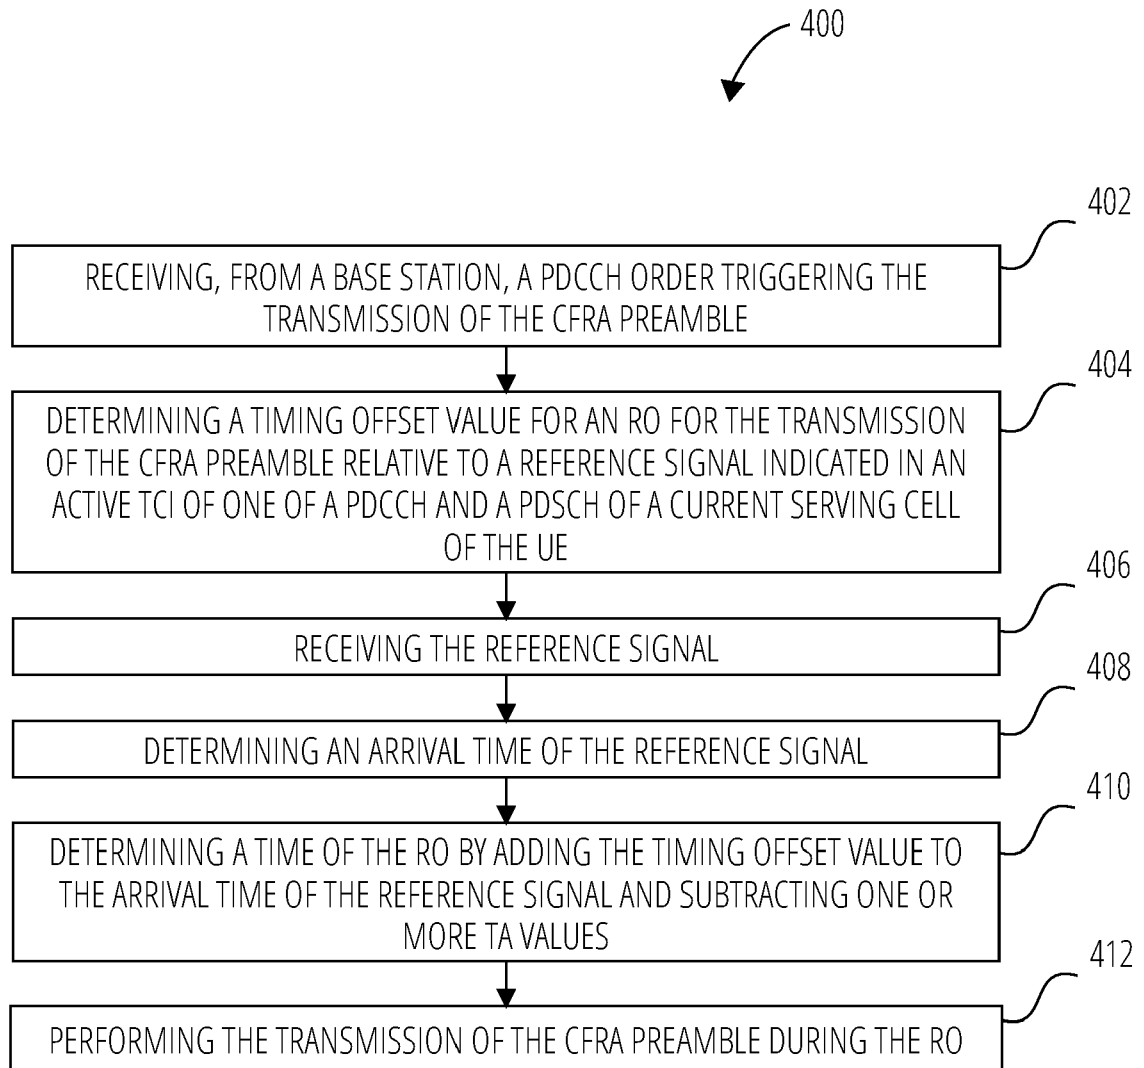 400
402
RECEIVING, FROM A BASE STATION, A PDCCH ORDER TRIGGERING THE
TRANSMISSION OF THE CFRA PREAMBLE
404
DETERMINING A TIMING OFFSET VALUE FOR AN RO FOR THE TRANSMISSION
OF THE CFRA PREAMBLE RELATIVE TO A REFERENCE SIGNAL INDICATED IN AN
ACTIVE TCI OF ONE OF A PDCCH AND A PDSCH OF A CURRENT SERVING CELL
OF THE UE
406
RECEIVING THE REFERENCE SIGNAL
408
DETERMINING AN ARRIVAL TIME OF THE REFERENCE SIGNAL
410
DETERMINING A TIME OF THE RO BY ADDING THE TIMING OFFSET VALUE TO
THE ARRIVAL TIME OF THE REFERENCE SIGNAL AND SUBTRACTING ONE OR
MORE TA VALUES
412
PERFORMING THE TRANSMISSION OF THE CFRA PREAMBLE DURING THE RO